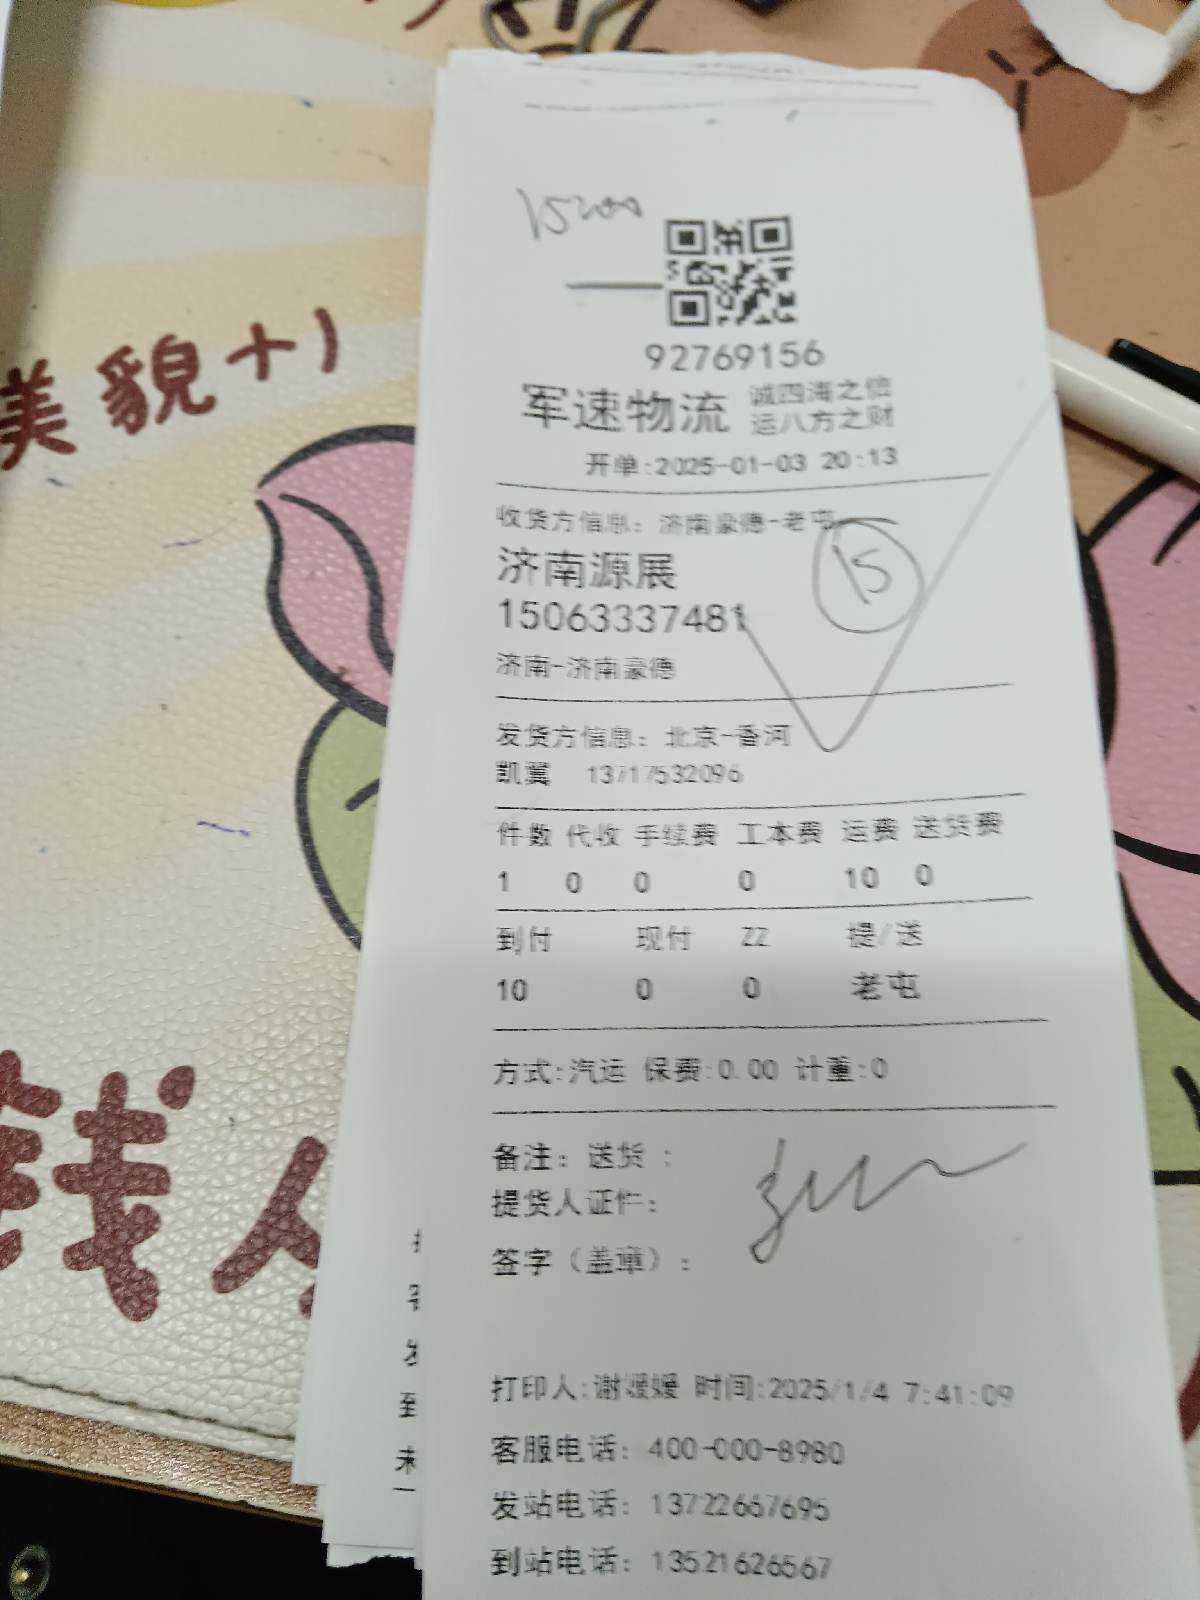 美貌+1
钱
92769156
军速物流 诚四海之信
运八方之财
开单:2025-01-03 20:13
收货方信息: 济南豪德-老屯
15
济南源展
15063337481
济南-济南豪德
发货方信息: 北京-香河
凯翼 13717532096
件数 代收 手续费 工本费 运费 送货费
1 0 0 0 10 0
到付 现付 ZZ 提/送
10 0 0 老屯
方式:汽运 保费:0.00 计重:0
备注: 送货 :
提货人证件:
签字(盖章):
打印人:谢媛媛 时间:2025/1/4 7:41:09
客服电话: 400-000-8980
发站电话: 13722667695
到站电话: 13521626567
到
未